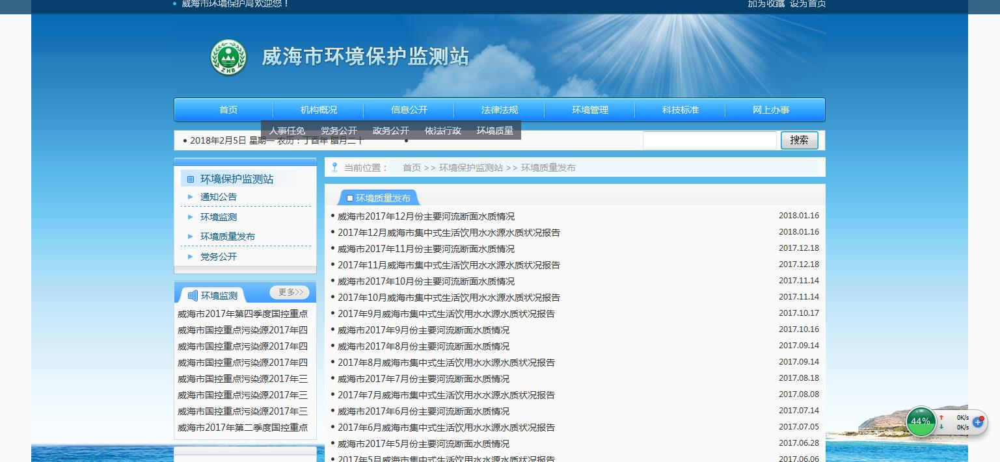 威海市环境保护局欢迎您！ 加为收藏 设为首页
ZHB
威海市环境保护监测站
首页 机构概况 信息公开 法律法规 环境管理 科技标准 网上办事
人事任免 党务公开 政务公开 依法行政 环境质量
2018年2月5日 星期一 农历：丁酉年 腊月二十
搜索
环境保护监测站
通知公告
环境监测
环境质量发布
党务公开
环境监测 更多>>
威海市2017年第四季度国控重点
威海市国控重点污染源2017年四
威海市国控重点污染源2017年四
威海市国控重点污染源2017年四
威海市国控重点污染源2017年三
威海市国控重点污染源2017年三
威海市国控重点污染源2017年三
威海市2017年第二季度国控重点
当前位置： 首页 >> 环境保护监测站 >> 环境质量发布
环境质量发布
威海市2017年12月份主要河流断面水质情况 2018.01.16
2017年12月威海市集中式生活饮用水水源水质状况报告 2018.01.16
威海市2017年11月份主要河流断面水质情况 2017.12.18
2017年11月威海市集中式生活饮用水水源水质状况报告 2017.12.18
威海市2017年10月份主要河流断面水质情况 2017.11.14
2017年10月威海市集中式生活饮用水水源水质状况报告 2017.11.14
2017年9月威海市集中式生活饮用水水源水质状况报告 2017.10.17
威海市2017年9月份主要河流断面水质情况 2017.10.16
威海市2017年8月份主要河流断面水质情况 2017.09.14
2017年8月威海市集中式生活饮用水水源水质状况报告 2017.09.14
威海市2017年7月份主要河流断面水质情况 2017.08.18
2017年7月威海市集中式生活饮用水水源水质状况报告 2017.08.08
威海市2017年6月份主要河流断面水质情况 2017.07.14
2017年6月威海市集中式生活饮用水水源水质状况报告 2017.07.05
威海市2017年5月份主要河流断面水质情况 2017.06.28
2017年5月威海市集中式生活饮用水水源水质状况报告 2017.06.06
44%
0K/s
0K/s